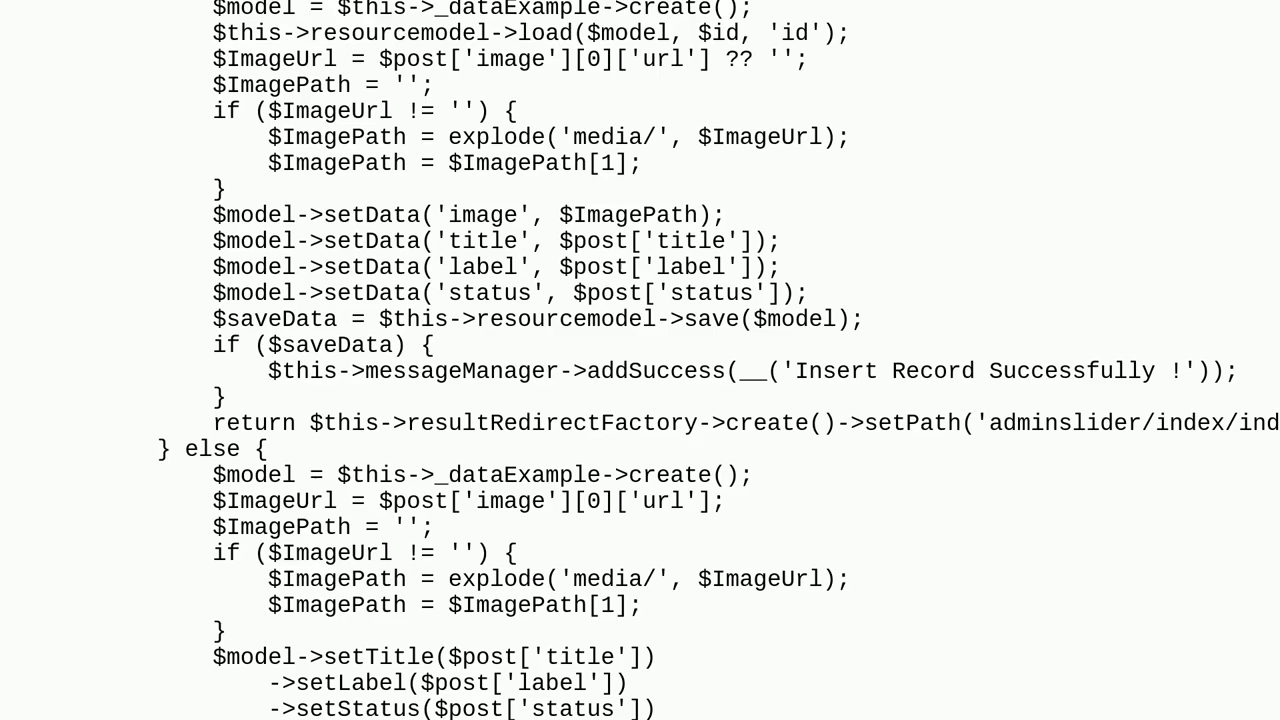 $model = $this->_dataExample->create();
$this->resourcemodel->load($model, $id, 'id');
$ImageUrl = $post['image'][0]['url'] ?? '';
$ImagePath = '';
if ($ImageUrl != '') {
$ImagePath = explode('media/', $ImageUrl);
$ImagePath = $ImagePath[1];
}
$model->setData('image', $ImagePath);
$model->setData('title', $post['title']);
$model->setData('label', $post['label']);
$model->setData('status', $post['status']);
$saveData = $this->resourcemodel->save($model);
if ($saveData) {
$this->messageManager->addSuccess(__('Insert Record Successfully !'));
}
return $this->resultRedirectFactory->create()->setPath('adminslider/index/ind
} else {
$model = $this->_dataExample->create();
$ImageUrl = $post['image'][0]['url'];
$ImagePath = '';
if ($ImageUrl != '') {
$ImagePath = explode('media/', $ImageUrl);
$ImagePath = $ImagePath[1];
}
$model->setTitle($post['title'])
->setLabel($post['label'])
->setStatus($post['status'])